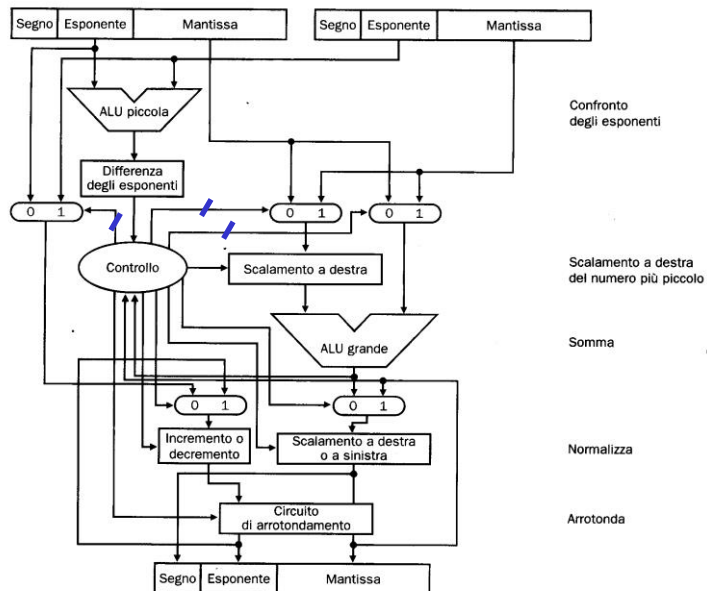 Segno Esponente Mantissa
Segno Esponente Mantissa
ALU piccola
Confronto
degli esponenti
Differenza
degli esponenti
0 1
0 1
0 1
Controllo
Scalamento a destra
Scalamento a destra
del numero più piccolo
ALU grande
Somma
0 1
0 1
Incremento o
decremento
Scalamento a destra
o a sinistra
Normalizza
Circuito
di arrotondamento
Arrotonda
Segno Esponente Mantissa